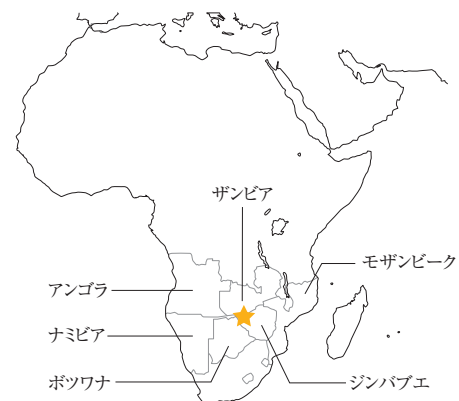 ザンビア
モザンビーク
アンゴラ
ナミビア
ボツワナ
ジンバブエ